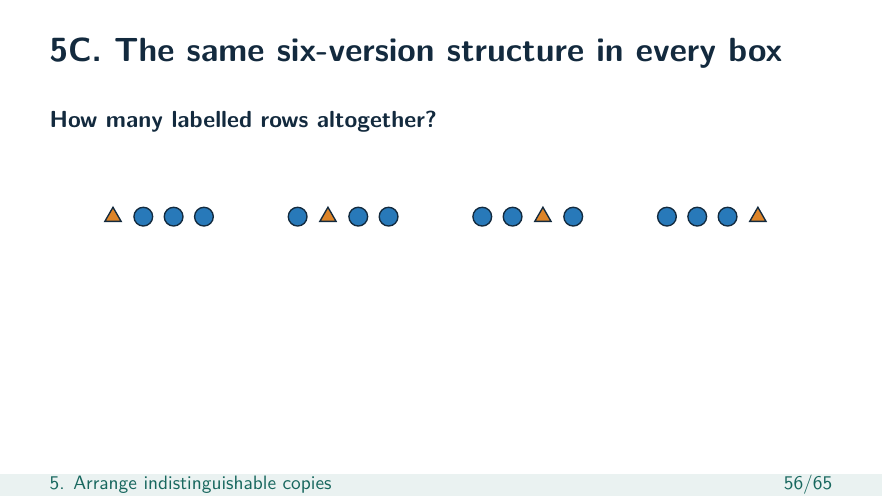 5C. The same six-version structure in every box
How many labelled rows altogether?
5. Arrange indistinguishable copies
56/65